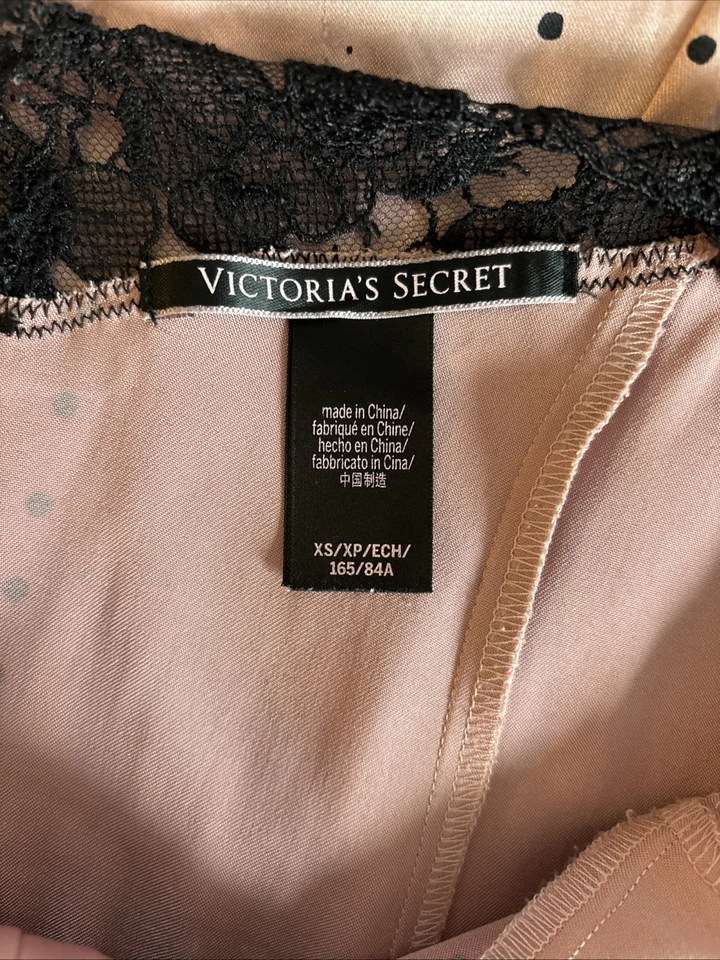 VICTORIA'S SECRET
made in China/
fabriqué en Chine/
hecho en China/
fabbricato in Cina/
中国制造
XS/XP/ECH/
165/84A